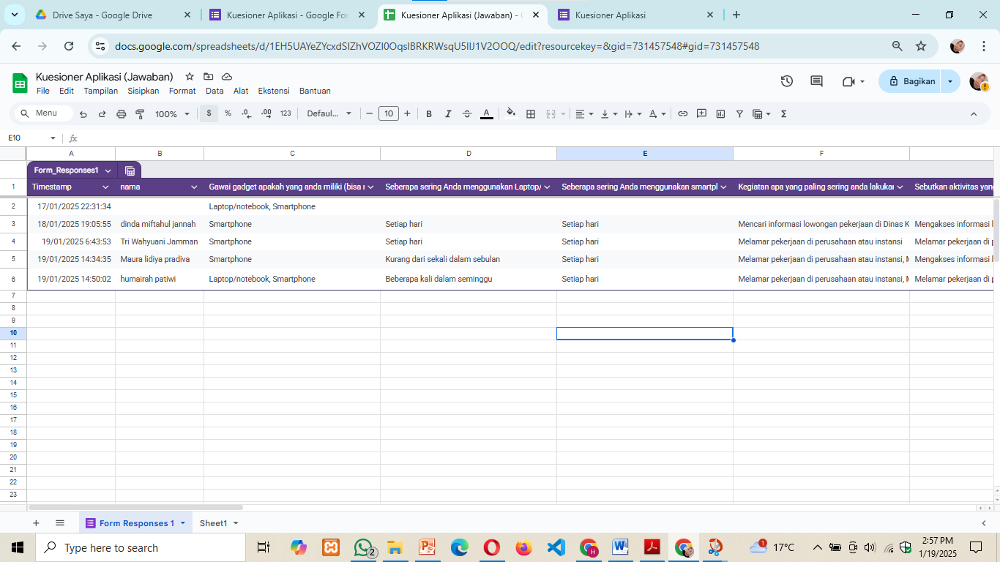 Drive Saya - Google Drive
Kuesioner Aplikasi - Google For
Kuesioner Aplikasi (Jawaban) -
Kuesioner Aplikasi
docs.google.com/spreadsheets/d/1EH5UAYeZYcxdSIZhVOZI0OqsIBRKRWsqU5IIJ1V2OOQ/edit?resourcekey=&gid=731457548#gid=731457548
Kuesioner Aplikasi (Jawaban)
File Edit Tampilan Sisipkan Format Data Alat Ekstensi Bantuan
Bagikan
Menu 100% $ % .0 .00 123 Defaul... 10 B I A
E10
A B C D E F
Form_Responses1
1 Timestamp nama Gawai gadget apakah yang anda miliki (bisa Seberapa sering Anda menggunakan Laptop/ Seberapa sering Anda menggunakan smartpl Kegiatan apa yang paling sering anda lakukan Sebutkan aktivitas yang
2 17/01/2025 22:31:34 Laptop/notebook, Smartphone
3 18/01/2025 19:05:55 dinda miftahul jannah Smartphone Setiap hari Setiap hari Mencari informasi lowongan pekerjaan di Dinas K Mengakses informasi l
4 19/01/2025 6:43:53 Tri Wahyuani Jamman Smartphone Setiap hari Setiap hari Melamar pekerjaan di perusahaan atau instansi Melamar pekerjaan di p
5 19/01/2025 14:34:35 Maura lidiya pradiva Smartphone Kurang dari sekali dalam sebulan Setiap hari Melamar pekerjaan di perusahaan atau instansi, M Mengakses informasi l
6 19/01/2025 14:50:02 humairah patiwi Laptop/notebook, Smartphone Beberapa kali dalam seminggu Setiap hari Melamar pekerjaan di perusahaan atau instansi, M Melamar pekerjaan di p
7
8
9
10
11
12
13
14
15
16
17
18
19
20
21
22
23
Form Responses 1 Sheet1
Type here to search
2
H
1
17°C
2:57 PM
1/19/2025